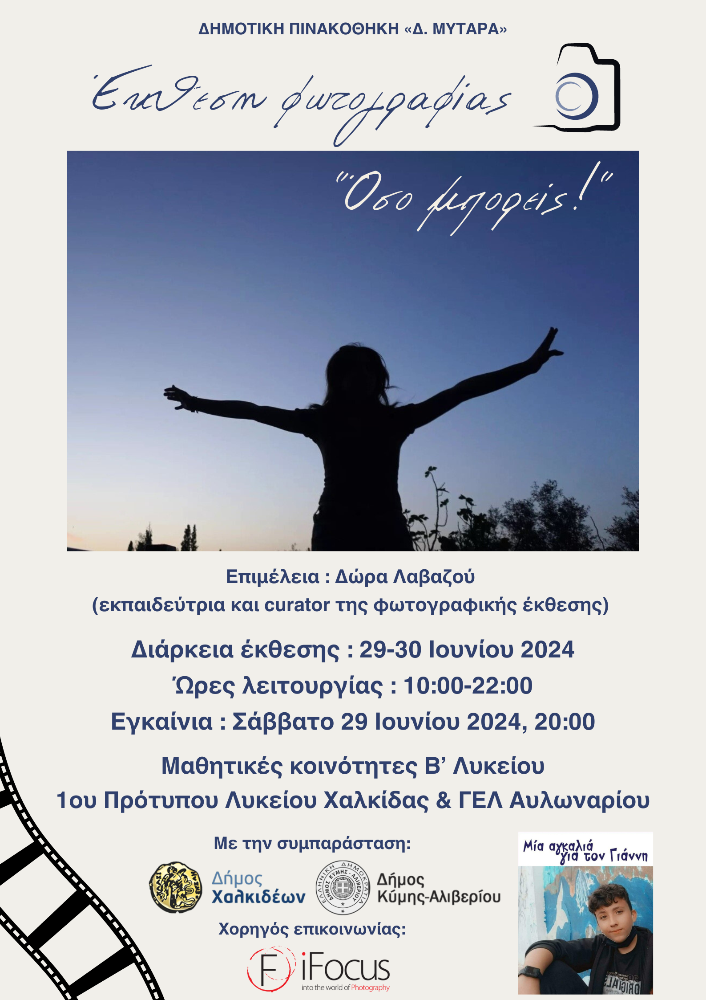 ΔΗΜΟΤΙΚΗ ΠΙΝΑΚΟΘΗΚΗ «Δ. ΜΥΤΑΡΑ»
Έκθεση φωτογραφίας
"Όσο μπορείς!"
Επιμέλεια : Δώρα Λαβαζού
(εκπαιδεύτρια και curator της φωτογραφικής έκθεσης)
Διάρκεια έκθεσης : 29-30 Ιουνίου 2024
Ώρες λειτουργίας : 10:00-22:00
Εγκαίνια : Σάββατο 29 Ιουνίου 2024, 20:00
Μαθητικές κοινότητες Β’ Λυκείου
1ου Πρότυπου Λυκείου Χαλκίδας & ΓΕΛ Αυλωναρίου
Με την συμπαράσταση:
Δήμος
Χαλκιδέων
ΕΛΛΗΝΙΚΗ ΔΗΜΟΚΡΑΤΙΑ
ΔΗΜΟΣ ΚΥΜΗΣ - ΑΛΙΒΕΡΙΟΥ
Δήμος
Κύμης-Αλιβερίου
Χορηγός επικοινωνίας:
F iFocus
into the world of Photography
Μία αγκαλιά
για τον Γιάννη
ORIGINALS